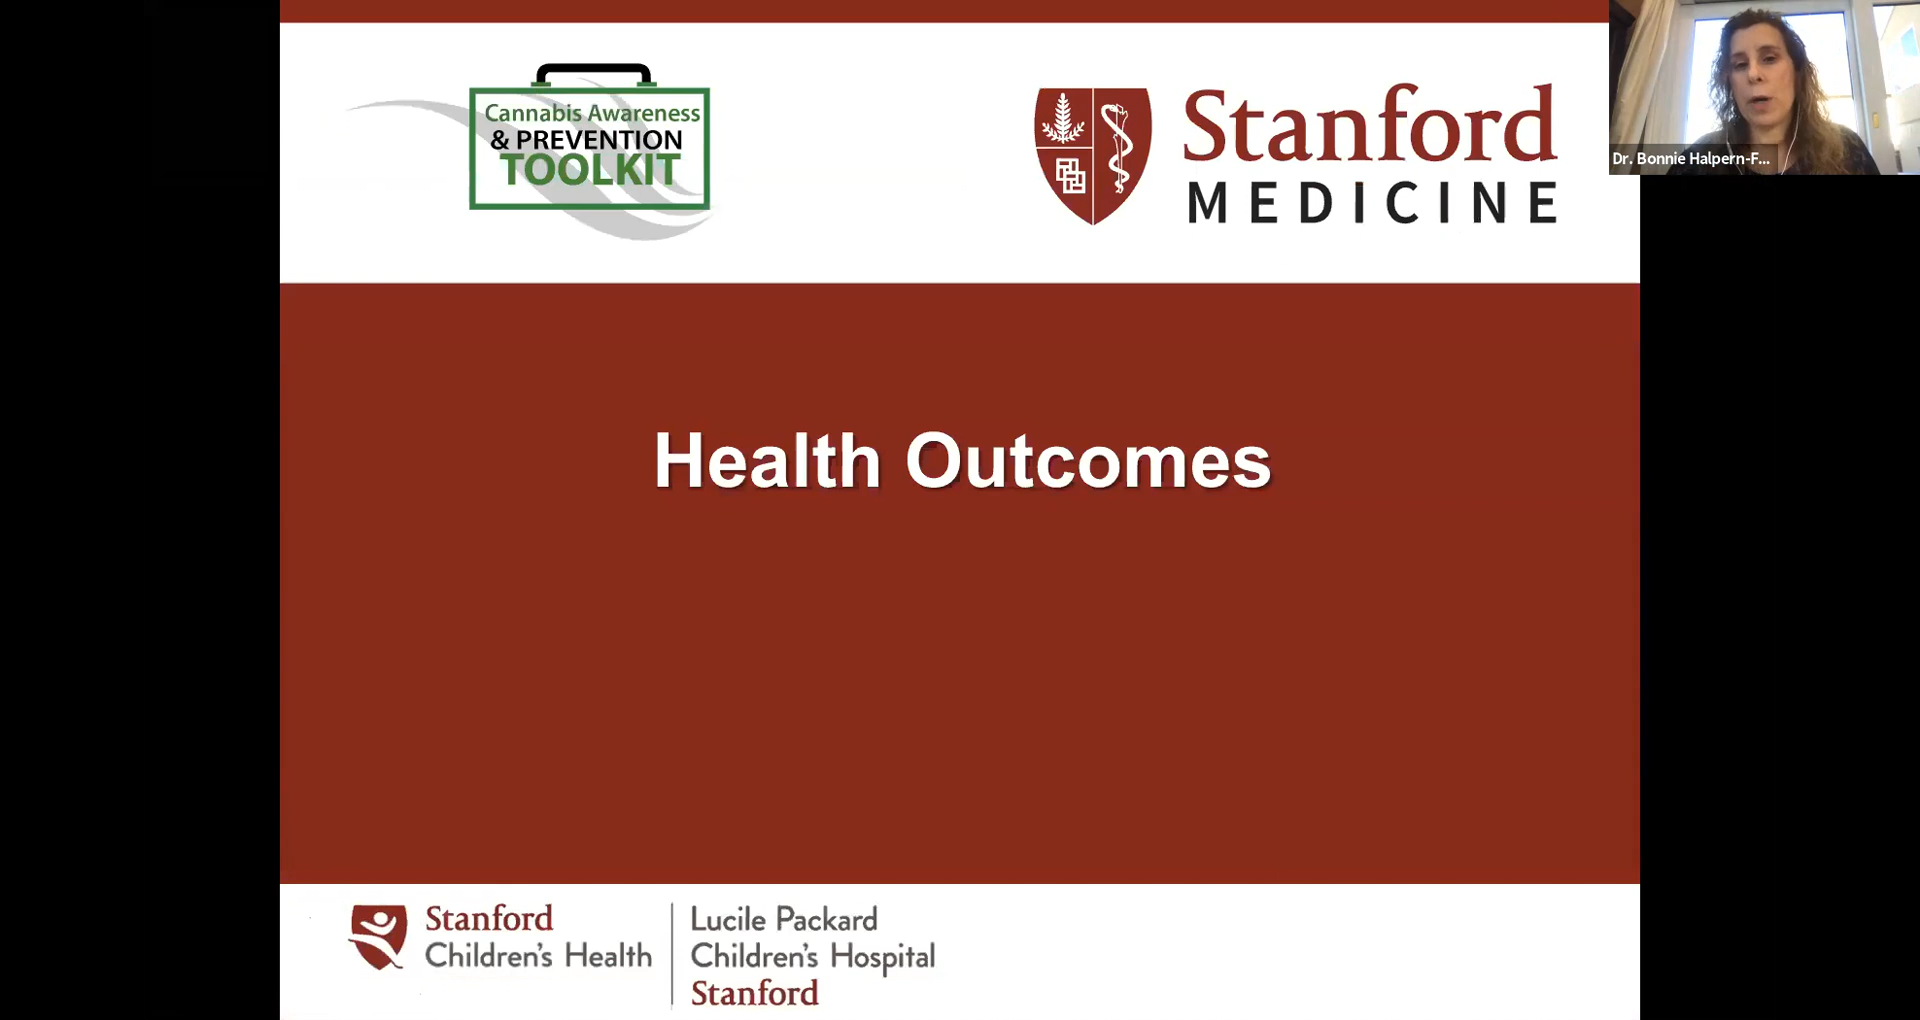 Cannabis Awareness
& PREVENTION
TOOLKIT
Stanford
MEDICINE
Dr. Bonnie Halpern-F...
Health Outcomes
Stanford
Children's Health
Lucile Packard
Children's Hospital
Stanford